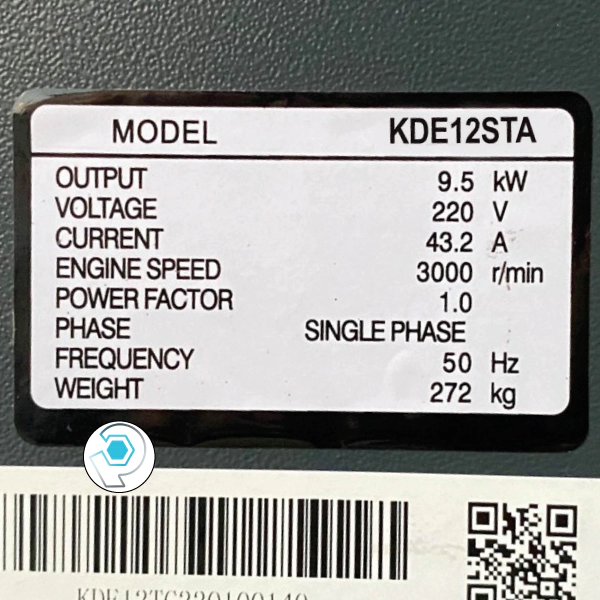 MODEL KDE12STA
OUTPUT 9.5 kW
VOLTAGE 220 V
CURRENT 43.2 A
ENGINE SPEED 3000 r/min
POWER FACTOR 1.0
PHASE SINGLE PHASE
FREQUENCY 50 Hz
WEIGHT 272 kg